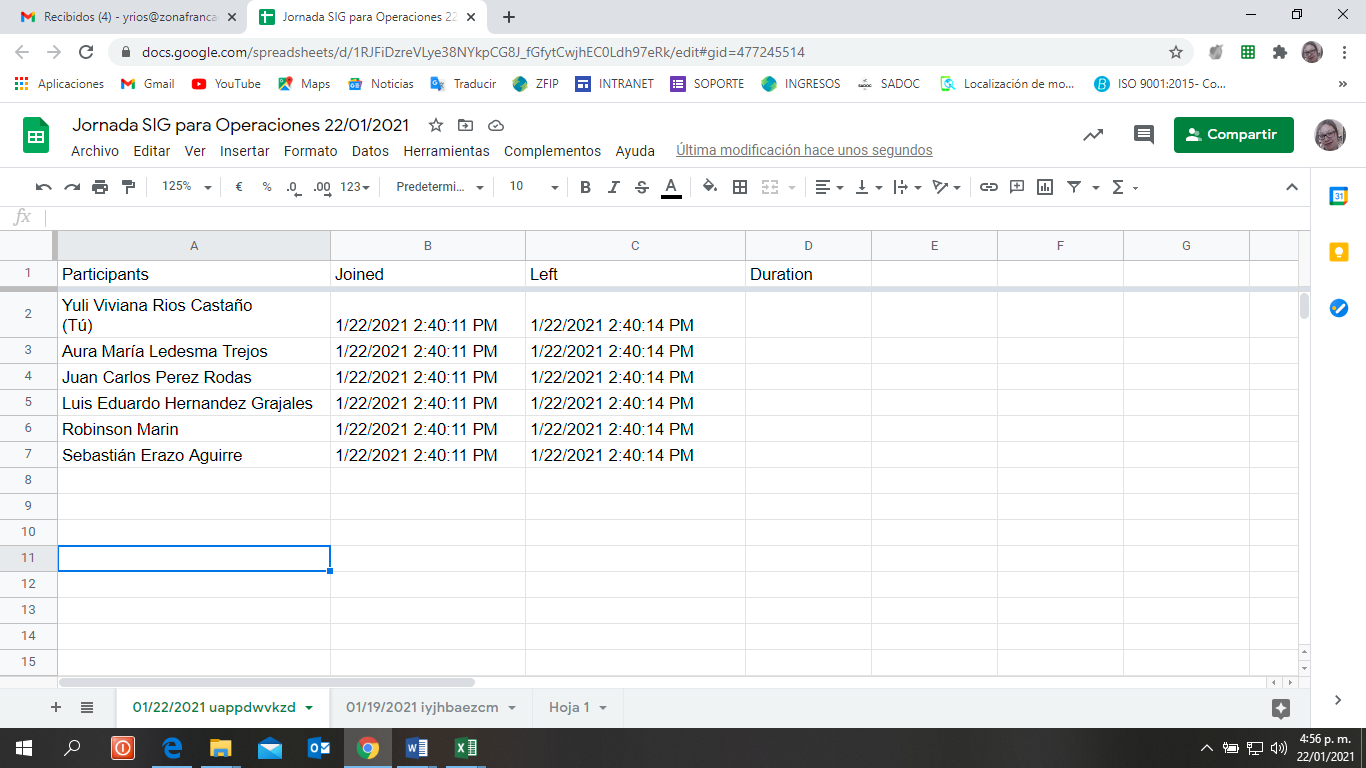 Recibidos (4) - yrios@zonafranca
Jornada SIG para Operaciones 22
docs.google.com/spreadsheets/d/1RJFiDzreVLye38NYkpCG8J_fGfytCwjhEC0Ldh97eRk/edit#gid=477245514
Aplicaciones Gmail YouTube Maps Noticias Traducir ZFIP INTRANET SOPORTE INGRESOS SADOC Localización de mo... ISO 9001:2015- Co... »
Jornada SIG para Operaciones 22/01/2021
Compartir
Archivo Editar Ver Insertar Formato Datos Herramientas Complementos Ayuda Última modificación hace unos segundos
125% € % .0 .00 123 Predetermi... 10 B I S A Σ
fx
A B C D E F G
1 Participants Joined Left Duration
2 Yuli Viviana Rios Castaño
(Tú) 1/22/2021 2:40:11 PM 1/22/2021 2:40:14 PM
3 Aura María Ledesma Trejos 1/22/2021 2:40:11 PM 1/22/2021 2:40:14 PM
4 Juan Carlos Perez Rodas 1/22/2021 2:40:11 PM 1/22/2021 2:40:14 PM
5 Luis Eduardo Hernandez Grajales 1/22/2021 2:40:11 PM 1/22/2021 2:40:14 PM
6 Robinson Marin 1/22/2021 2:40:11 PM 1/22/2021 2:40:14 PM
7 Sebastián Erazo Aguirre 1/22/2021 2:40:11 PM 1/22/2021 2:40:14 PM
8
9
10
11
12
13
14
15
01/22/2021 uappdwvkzd 01/19/2021 iyjhbaezcm Hoja 1
31
4:56 p. m.
22/01/2021